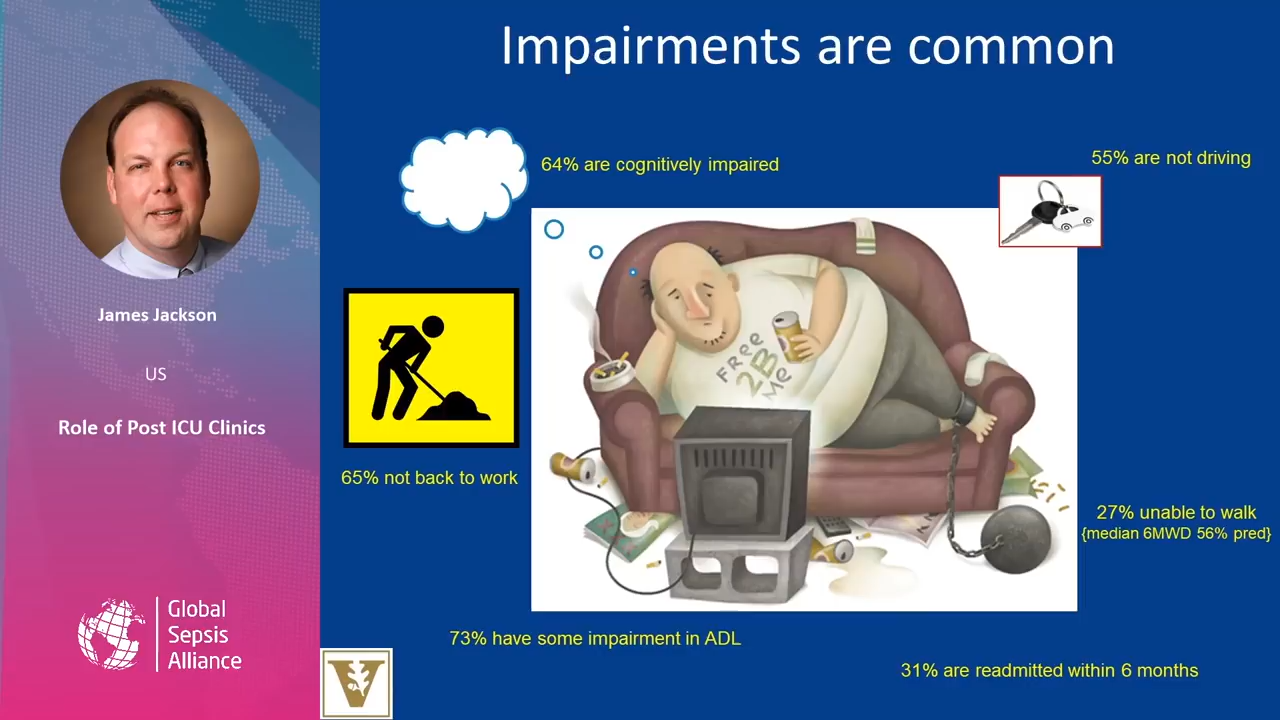 Impairments are common
64% are cognitively impaired
55% are not driving
FREE
2B
ME
65% not back to work
27% unable to walk
{median 6MWD 56% pred}
73% have some impairment in ADL
31% are readmitted within 6 months
James Jackson
US
Role of Post ICU Clinics
Global
Sepsis
Alliance
V